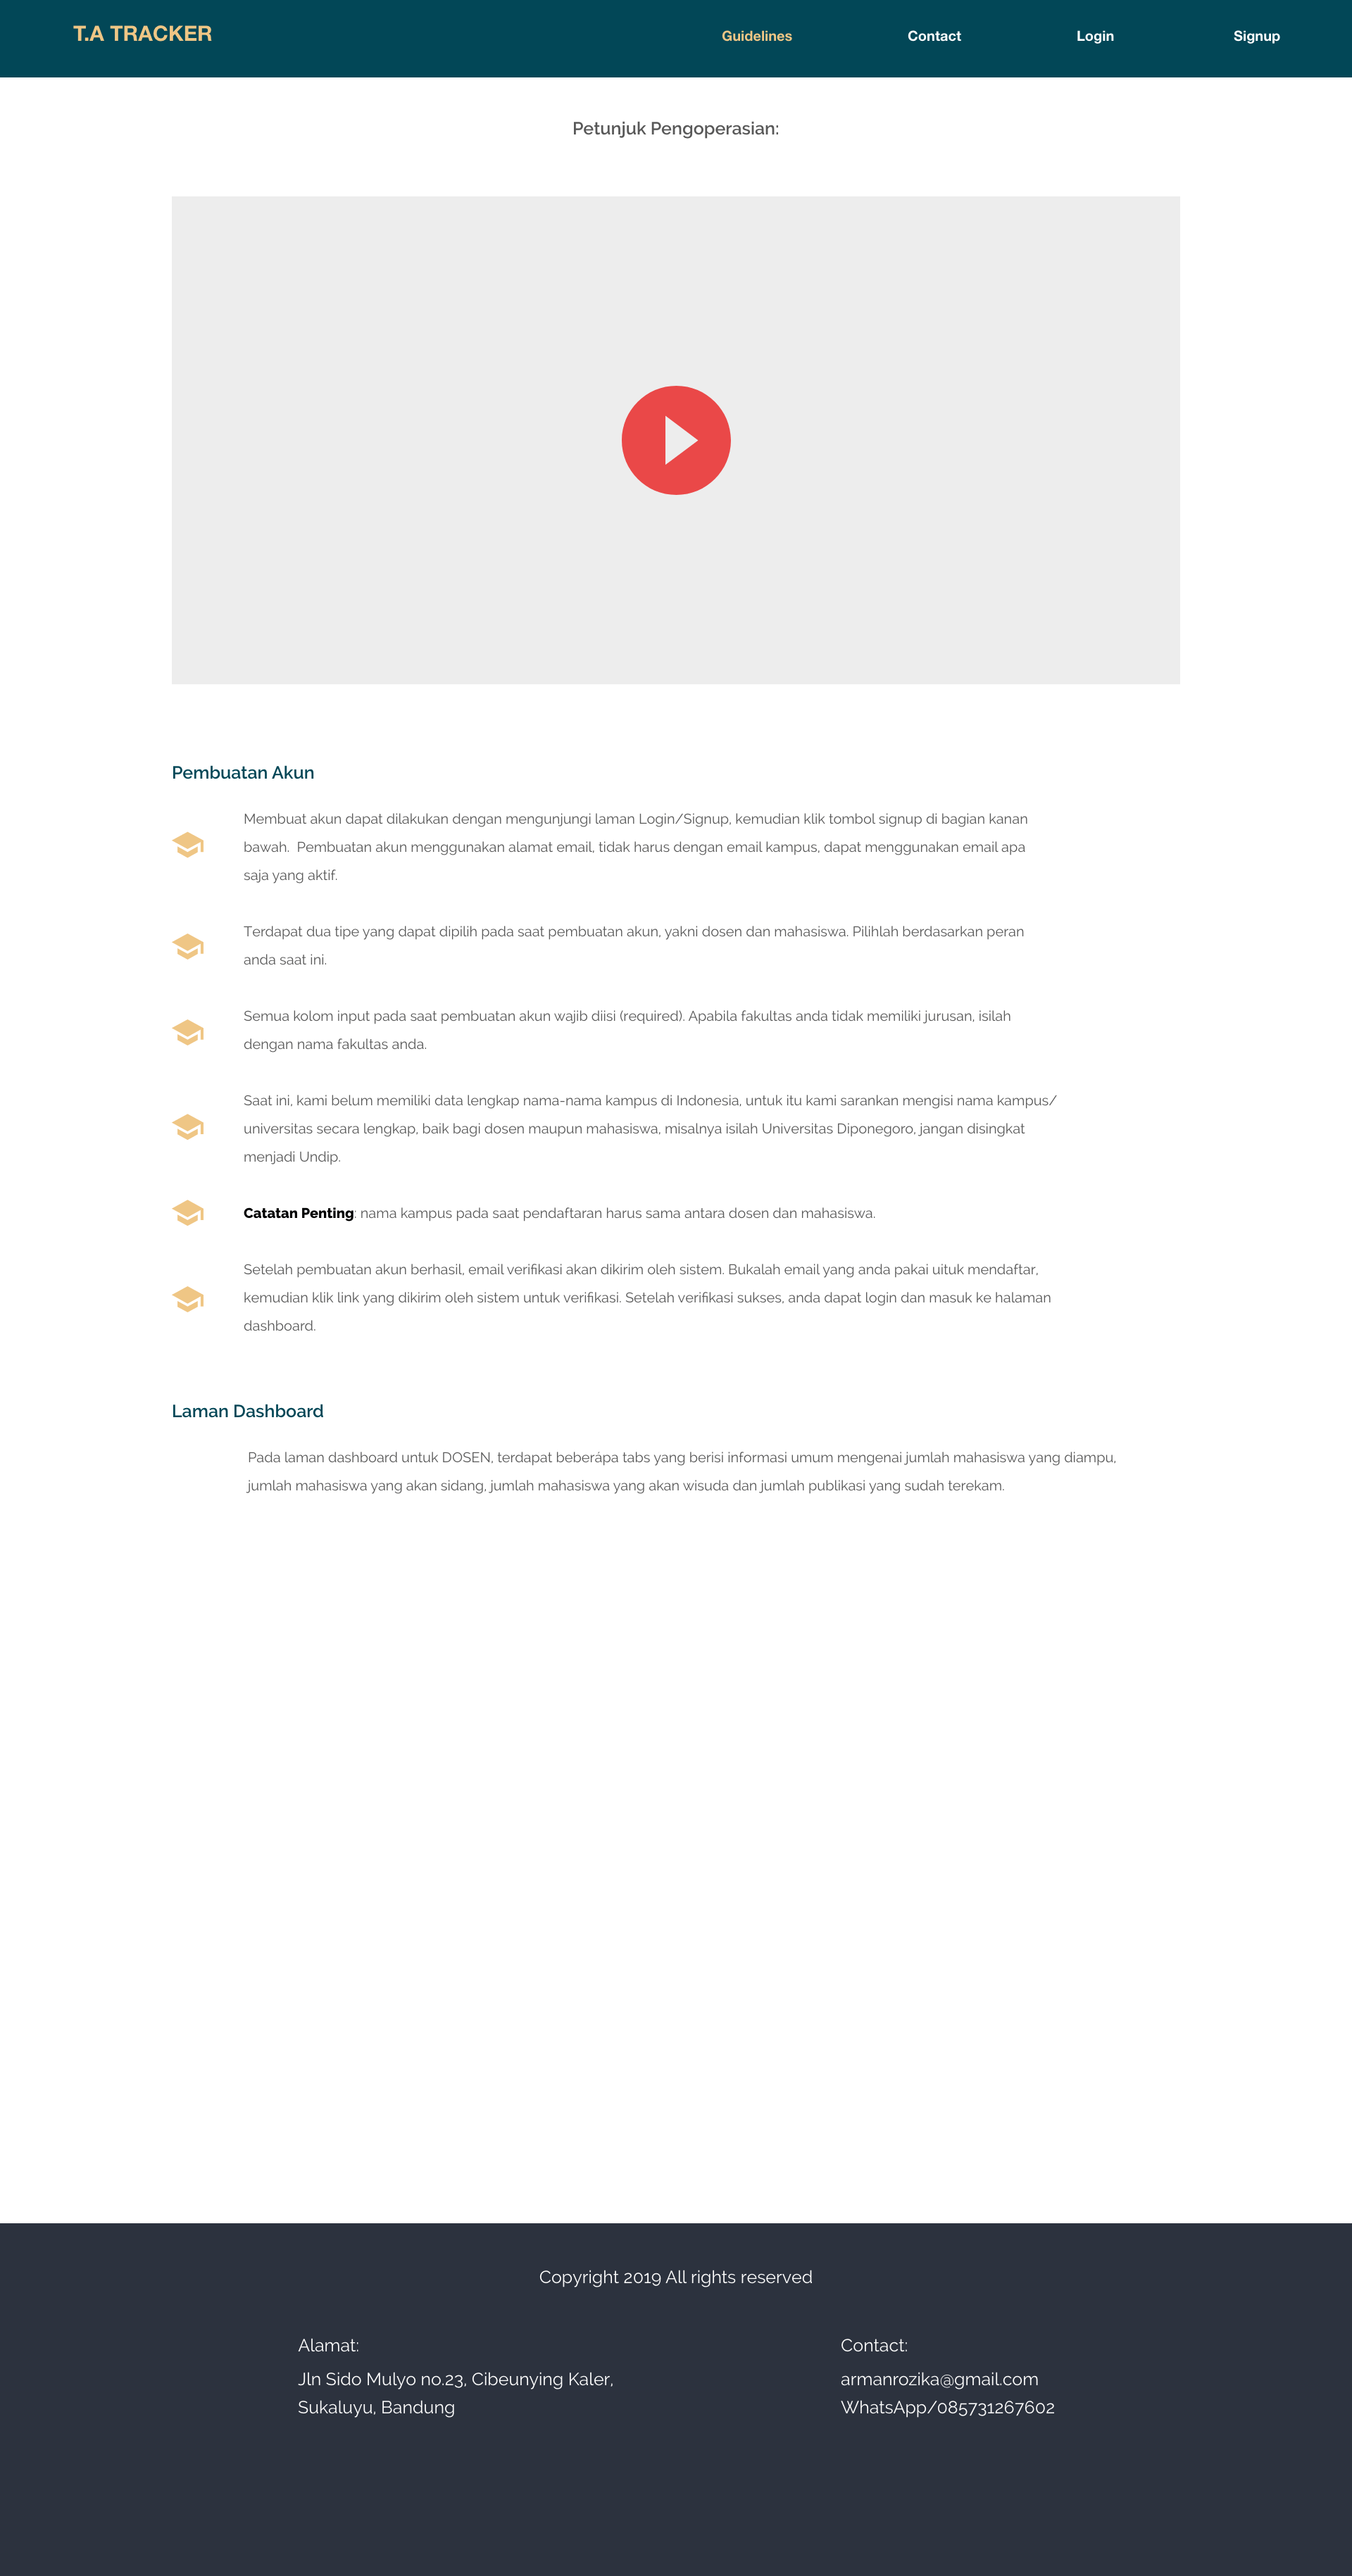 T.A TRACKER
Guidelines
Contact
Login
Signup
Petunjuk Pengoperasian:
Pembuatan Akun
Membuat akun dapat dilakukan dengan mengunjungi laman Login/Signup, kemudian klik tombol signup di bagian kanan
bawah.  Pembuatan akun menggunakan alamat email, tidak harus dengan email kampus, dapat menggunakan email apa
saja yang aktif.
Terdapat dua tipe yang dapat dipilih pada saat pembuatan akun, yakni dosen dan mahasiswa. Pilihlah berdasarkan peran
anda saat ini.
Semua kolom input pada saat pembuatan akun wajib diisi (required). Apabila fakultas anda tidak memiliki jurusan, isilah
dengan nama fakultas anda.
Saat ini, kami belum memiliki data lengkap nama-nama kampus di Indonesia, untuk itu kami sarankan mengisi nama kampus/
universitas secara lengkap, baik bagi dosen maupun mahasiswa, misalnya isilah Universitas Diponegoro, jangan disingkat
menjadi Undip.
Catatan Penting: nama kampus pada saat pendaftaran harus sama antara dosen dan mahasiswa.
Setelah pembuatan akun berhasil, email verifikasi akan dikirim oleh sistem. Bukalah email yang anda pakai uituk mendaftar,
kemudian klik link yang dikirim oleh sistem untuk verifikasi. Setelah verifikasi sukses, anda dapat login dan masuk ke halaman
dashboard.
Laman Dashboard
Pada laman dashboard untuk DOSEN, terdapat beberápa tabs yang berisi informasi umum mengenai jumlah mahasiswa yang diampu,
jumlah mahasiswa yang akan sidang, jumlah mahasiswa yang akan wisuda dan jumlah publikasi yang sudah terekam.
Copyright 2019 All rights reserved
Alamat:
Jln Sido Mulyo no.23, Cibeunying Kaler,
Sukaluyu, Bandung
Contact:
armanrozika@gmail.com
WhatsApp/085731267602